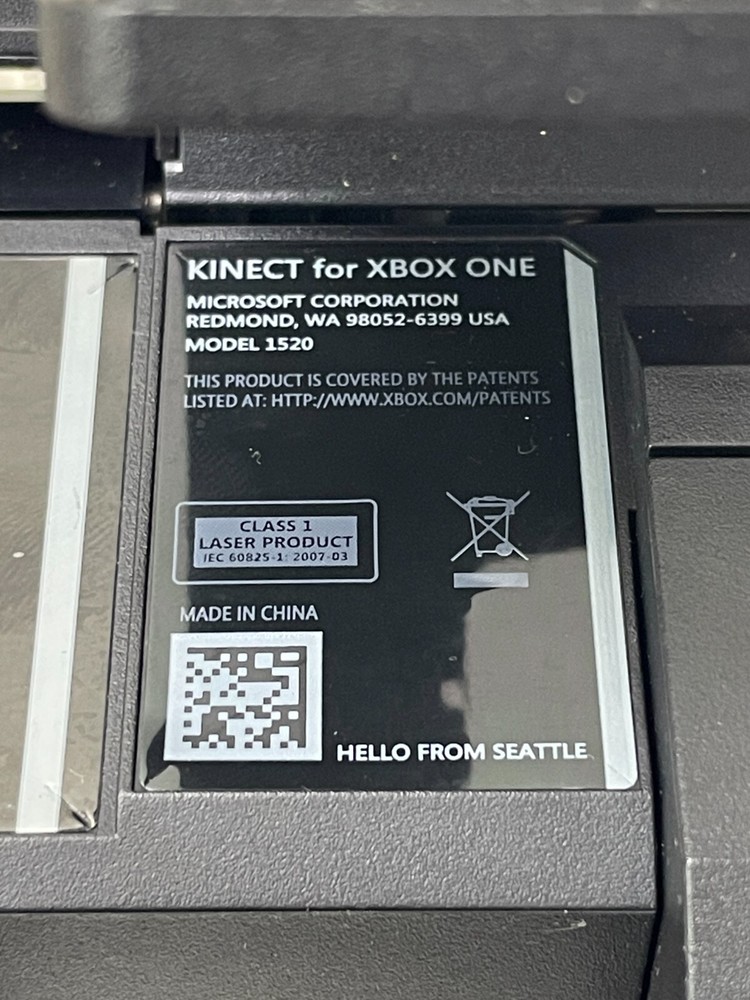 KINECT for XBOX ONE
MICROSOFT CORPORATION
REDMOND, WA 98052-6399 USA
MODEL 1520
THIS PRODUCT IS COVERED BY THE PATENTS
LISTED AT: HTTP://WWW.XBOX.COM/PATENTS
CLASS 1
LASER PRODUCT
IEC 60825-1: 2007-03
MADE IN CHINA
HELLO FROM SEATTLE